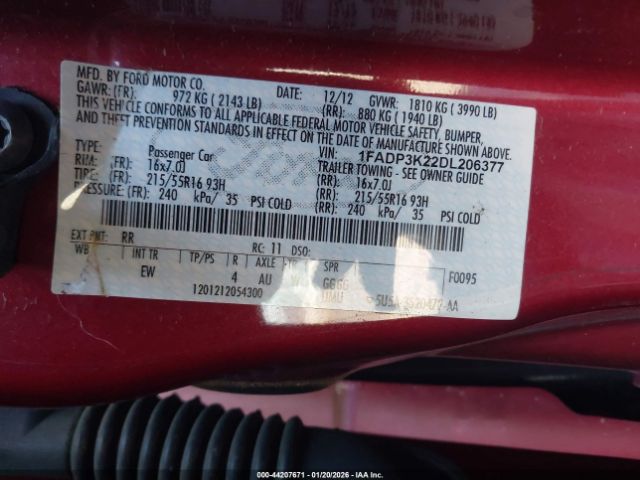 MFD. BY FORD MOTOR CO. DATE: 12/12 GVWR: 1810 KG ( 3990 LB)
GAWR: (FR): 972 KG ( 2143 LB) (RR): 880 KG ( 1940 LB)
THIS VEHICLE CONFORMS TO ALL APPLICABLE FEDERAL MOTOR VEHICLE SAFETY, BUMPER,
AND THEFT PREVENTION STANDARDS IN EFFECT ON THE DATE OF MANUFACTURE SHOWN ABOVE.
VIN: 1FADP3K22DL206377
TYPE: Passenger Car TRAILER TOWING - SEE OWNER GUIDE
RIM: (FR): 16x7.0J (RR): 16x7.0J
TIRE: (FR): 215/55R16 93H (RR): 215/55R16 93H
PRESSURE: (FR): 240 kPa/ 35 PSI COLD (RR): 240 kPa/ 35 PSI COLD
EXT PNT: RR RC: 11 DSO:
WB INT TR TP/PS R AXLE TR SPR F0095
EW 4 AU GGGG
1201212054300 UMU
000-44207671 - 01/20/2026 - IAA, Inc.